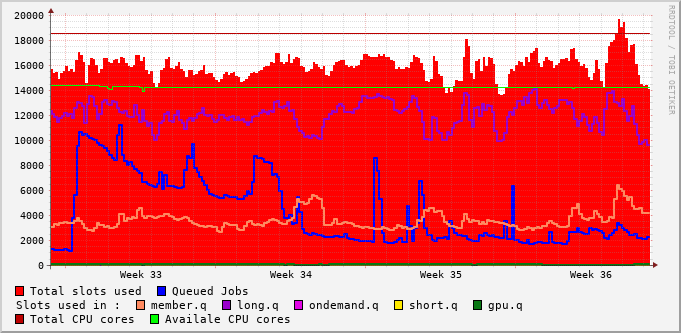 20000
18000
16000
14000
12000
10000
8000
6000
4000
2000
0
Week 33 Week 34 Week 35 Week 36
Total slots used Queued Jobs
Slots used in : member.q long.q ondemand.q short.q gpu.q
Total CPU cores Availale CPU cores
RRDTOOL / TOBI OETIKER